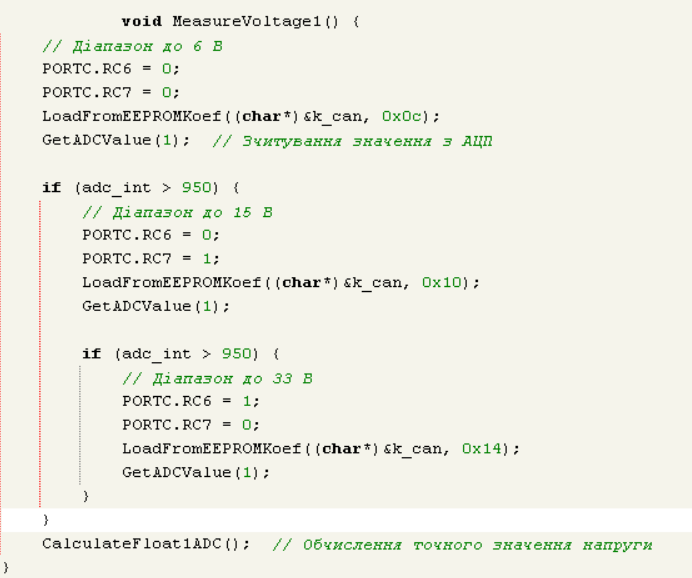 void MeasureVoltage1() {
// Діапазон до 6 В
PORTC.RC6 = 0;
PORTC.RC7 = 0;
LoadFromEEPROMKoef((char*)&k_can, 0x0c);
GetADCValue(1); // Зчитування значення з АЦП
if (adc_int > 950) {
// Діапазон до 15 В
PORTC.RC6 = 0;
PORTC.RC7 = 1;
LoadFromEEPROMKoef((char*)&k_can, 0x10);
GetADCValue(1);
if (adc_int > 950) {
// Діапазон до 33 В
PORTC.RC6 = 1;
PORTC.RC7 = 0;
LoadFromEEPROMKoef((char*)&k_can, 0x14);
GetADCValue(1);
}
}
CalculateFloat1ADC(); // Обчислення точного значення напруги
}